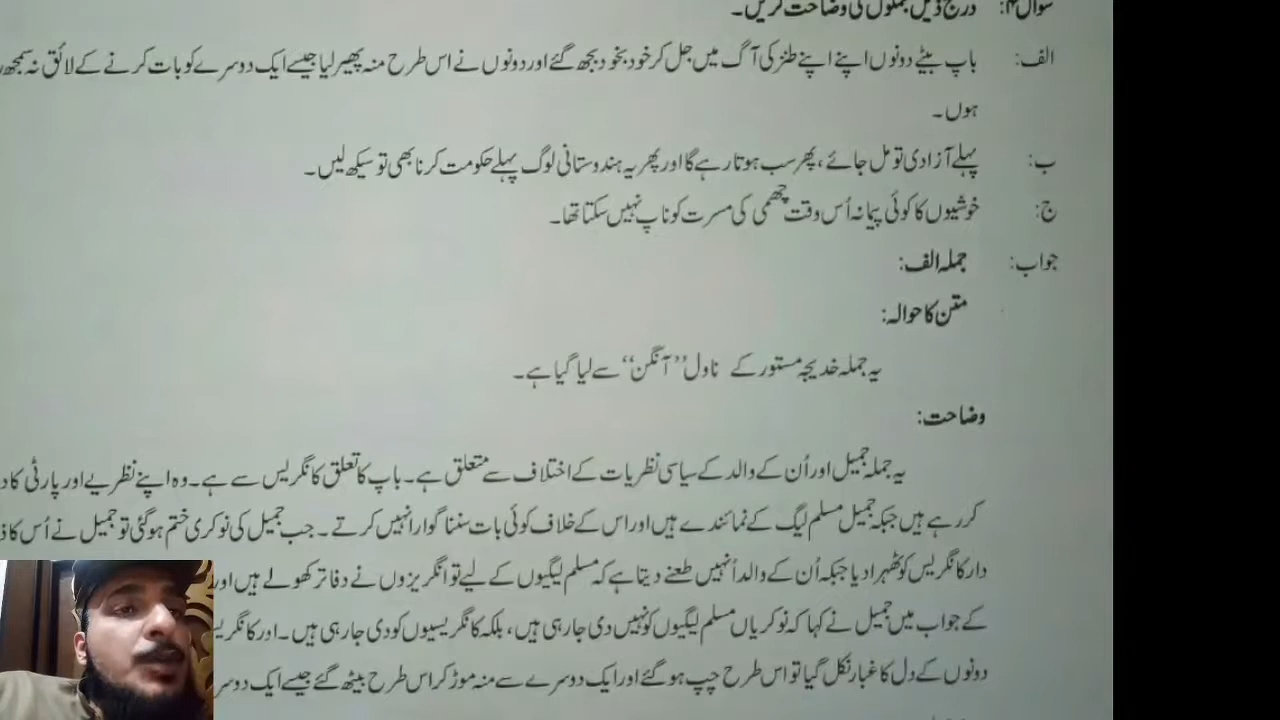 سوال ۴: درج ذیل جملوں کی وضاحت کریں۔
الف: باپ بیٹے دونوں اپنے اپنے طنز کی آگ میں جل کر خود بخود بجھ گئے اور دونوں نے اس طرح منہ پھیر لیا جیسے ایک دوسرے کو بات کرنے کے لائق نہ سمجھ
ہوں۔
ب: پہلے آزادی تو مل جائے، پھر سب ہوتا رہے گا اور پھر یہ ہندوستانی لوگ پہلے حکومت کرنا بھی تو سیکھ لیں۔
ج: خوشیوں کا کوئی پیمانہ اُس وقت چھمی کی مسرت کو ناپ نہیں سکتا تھا۔
جواب: جملہ الف:
متن کا حوالہ:
یہ جملہ خدیجہ مستور کے ناول ”آنگن“ سے لیا گیا ہے۔
وضاحت:
یہ جملہ جمیل اور اُن کے والد کے سیاسی نظریات کے اختلاف سے متعلق ہے۔ باپ کا تعلق کانگریس سے ہے۔ وہ اپنے نظریے اور پارٹی کا
کر رہے ہیں جبکہ جمیل مسلم لیگ کے نمائندے ہیں اور اس کے خلاف کوئی بات سننا گوارا نہیں کرتے۔ جب جمیل کی نوکری ختم ہو گئی تو جمیل نے اُس کا
دار کانگریس کو ٹھہرا دیا جبکہ اُن کے والد اُنہیں طعنے دیتا ہے کہ مسلم لیگیوں کے لیے تو انگریزوں نے دفاتر کھولے ہیں اور
کے جواب میں جمیل نے کہا کہ نوکریاں مسلم لیگیوں کو نہیں دی جا رہی ہیں، بلکہ کانگریسیوں کو دی جا رہی ہیں۔ اور
دونوں کے دل کا غبار نکل گیا تو اس طرح چپ ہو گئے اور ایک دوسرے سے منہ موڑ کر اس طرح بیٹھ گئے جیسے ایک